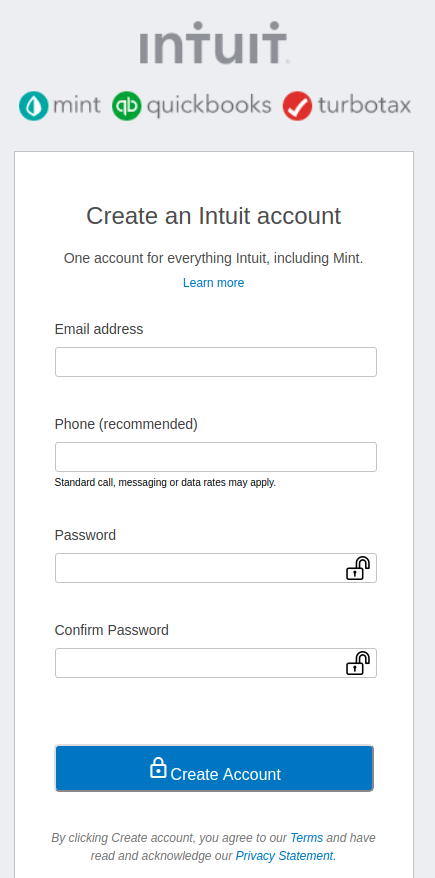 intuit.
mint qb quickbooks turbotax
Create an Intuit account
One account for everything Intuit, including Mint.
Learn more
Email address
Phone (recommended)
Standard call, messaging or data rates may apply.
Password
Confirm Password
Create Account
By clicking Create account, you agree to our Terms and have
read and acknowledge our Privacy Statement.